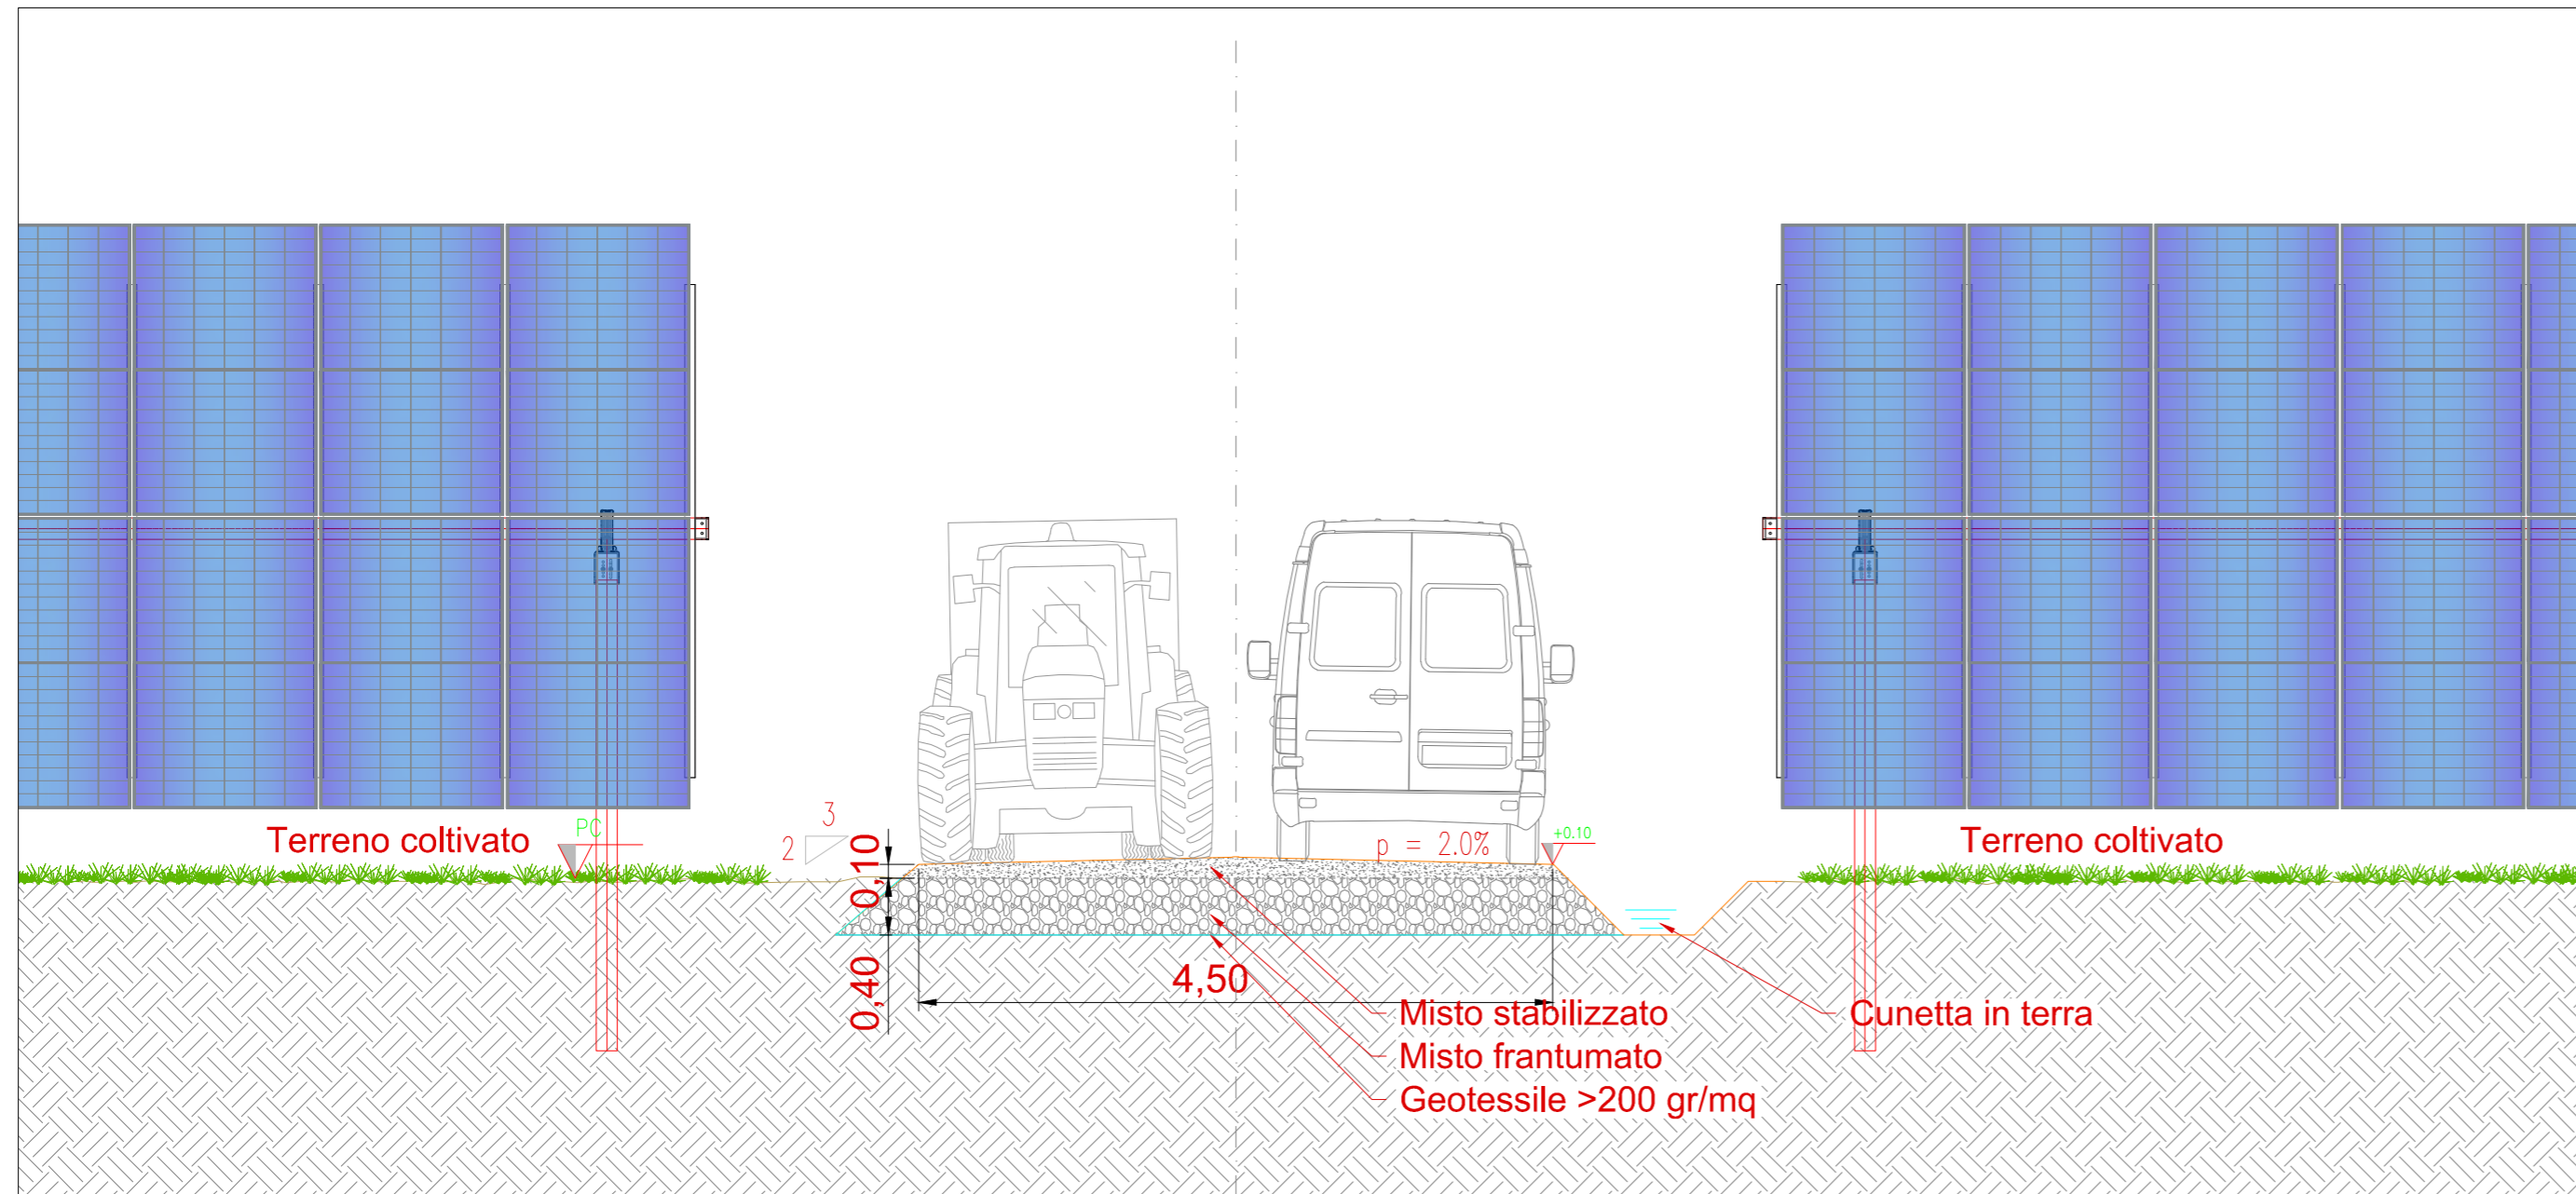 3
2
Terreno coltivato
PC
0,10
p = 2.0%
+0.10
Terreno coltivato
0,40
4,50
Misto stabilizzato
Cunetta in terra
Misto frantumato
Geotessile >200 gr/mq